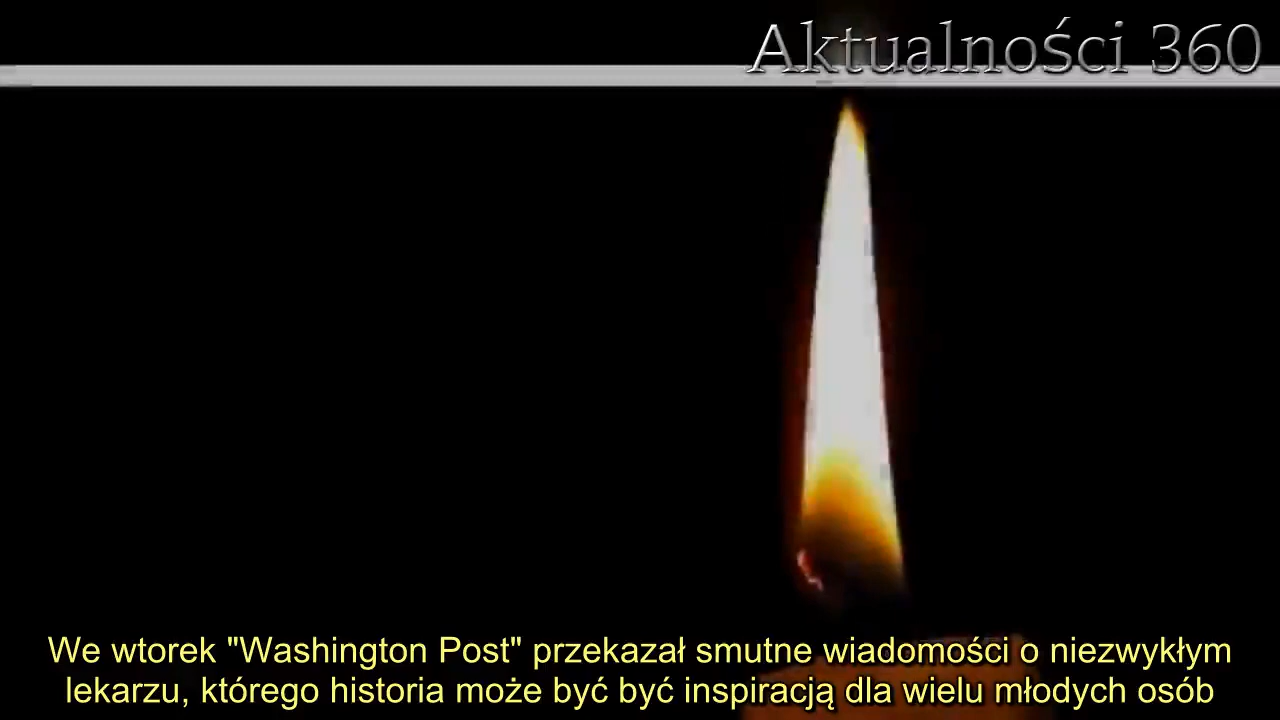 Aktualności 360
We wtorek "Washington Post" przekazał smutne wiadomości o niezwykłym
lekarzu, którego historia może być być inspiracją dla wielu młodych osób